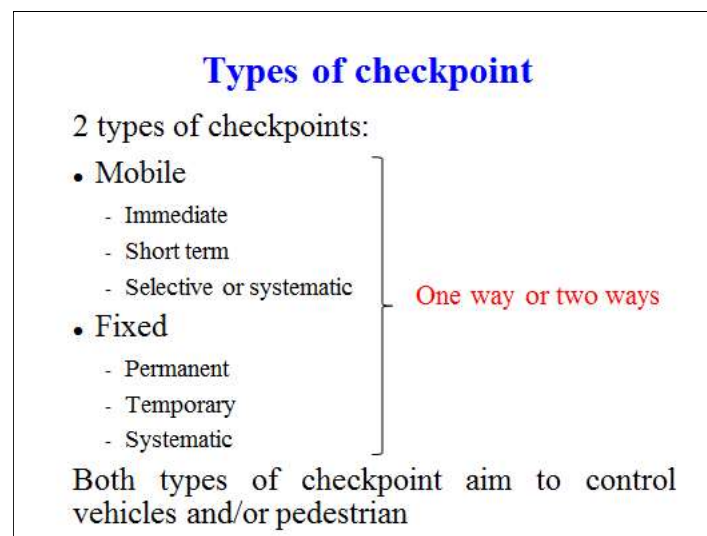 Types of checkpoint
2 types of checkpoints:
• Mobile
- Immediate
- Short term
- Selective or systematic
One way or two ways
• Fixed
- Permanent
- Temporary
- Systematic
Both types of checkpoint aim to control
vehicles and/or pedestrian